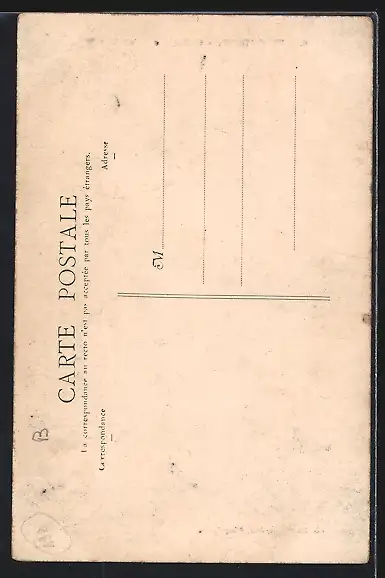 CARTE POSTALE
La correspondance au recto n'est pas acceptée par tous les pays étrangers.
Correspondance
Adresse
M
B